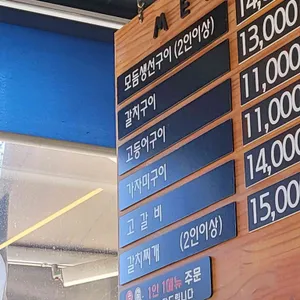 ME
모듬생선구이 (2인이상)
갈치구이 13,000
고등어구이 11,000
가자미구이 11,000
고 갈 비 14,000
갈치찌개 (2인이상) 15,000
1인 1메뉴 주문